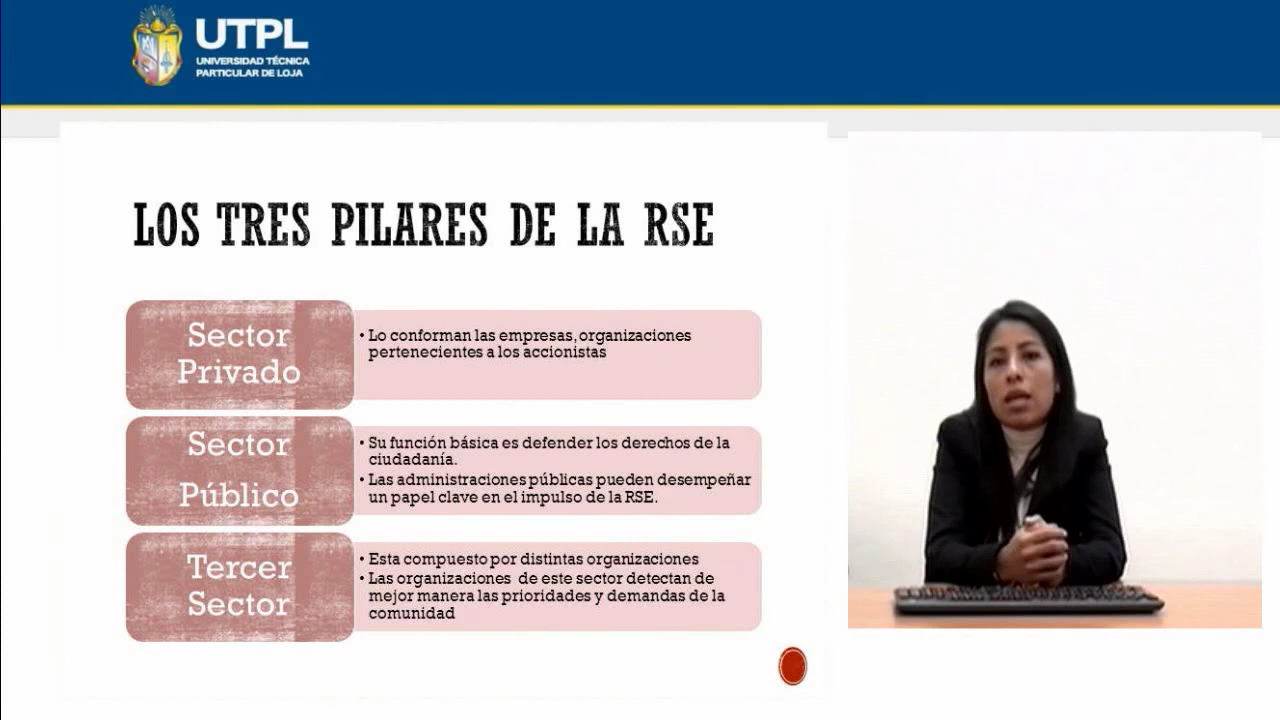 UTPL
UNIVERSIDAD TÉCNICA
PARTICULAR DE LOJA
LOS TRES PILARES DE LA RSE
Sector
Privado
• Lo conforman las empresas, organizaciones
pertenecientes a los accionistas
Sector
Público
• Su función básica es defender los derechos de la
ciudadanía.
• Las administraciones públicas pueden desempeñar
un papel clave en el impulso de la RSE.
Tercer
Sector
• Esta compuesto por distintas organizaciones
• Las organizaciones de este sector detectan de
mejor manera las prioridades y demandas de la
comunidad